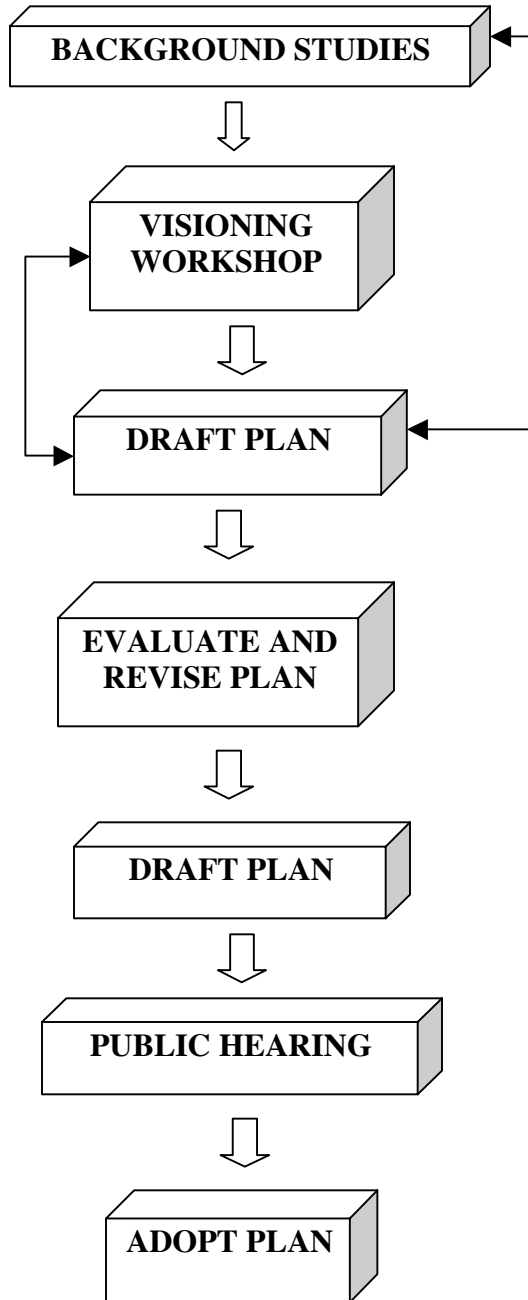 BACKGROUND STUDIES
VISIONING
WORKSHOP
DRAFT PLAN
EVALUATE AND
REVISE PLAN
DRAFT PLAN
PUBLIC HEARING
ADOPT PLAN